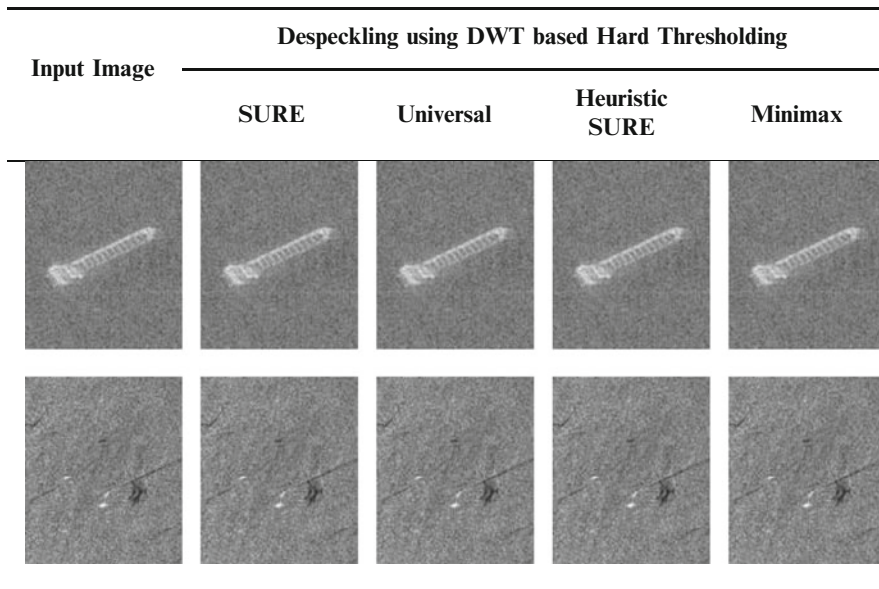 Despeckling using DWT based Hard Thresholding
Input Image
SURE
Universal
Heuristic
SURE
Minimax